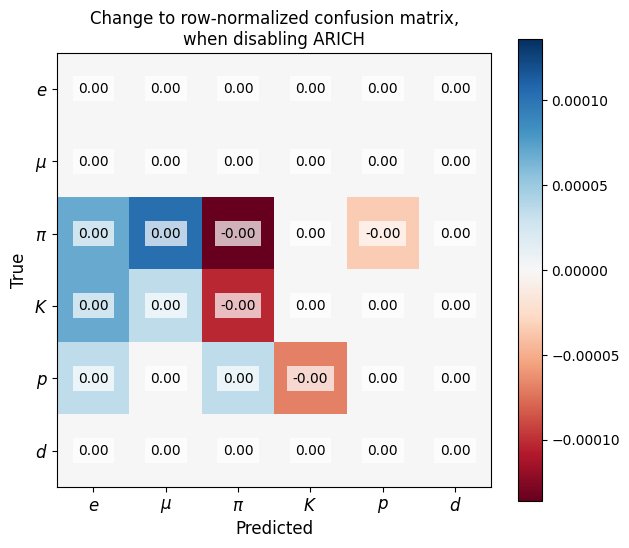 Change to row-normalized confusion matrix,
when disabling ARICH
e 0.00 0.00 0.00 0.00 0.00 0.00
μ 0.00 0.00 0.00 0.00 0.00 0.00
π 0.00 0.00 -0.00 0.00 -0.00 0.00
K 0.00 0.00 -0.00 0.00 0.00 0.00
p 0.00 0.00 0.00 -0.00 0.00 0.00
d 0.00 0.00 0.00 0.00 0.00 0.00
e μ π K p d
True
Predicted
0.00010
0.00005
0.00000
−0.00005
−0.00010